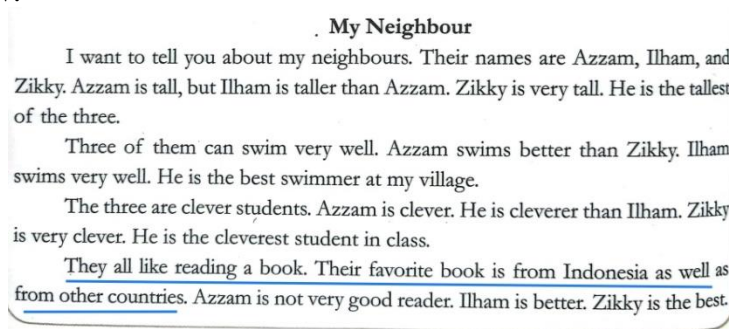 My Neighbour
I want to tell you about my neighbours. Their names are Azzam, Ilham, and
Zikky. Azzam is tall, but Ilham is taller than Azzam. Zikky is very tall. He is the tallest
of the three.
Three of them can swim very well. Azzam swims better than Zikky. Ilham
swims very well. He is the best swimmer at my village.
The three are clever students. Azzam is clever. He is cleverer than Ilham. Zikky
is very clever. He is the cleverest student in class.
They all like reading a book. Their favorite book is from Indonesia as well as
from other countries. Azzam is not very good reader. Ilham is better. Zikky is the best.